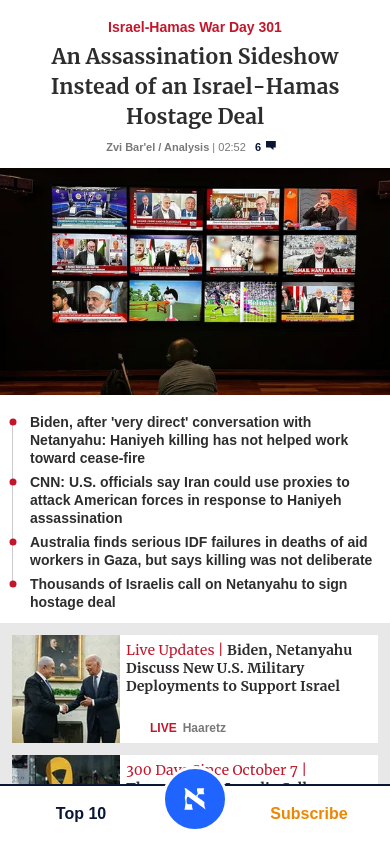 Israel-Hamas War Day 301
An Assassination Sideshow
Instead of an Israel-Hamas
Hostage Deal
Zvi Bar'el / Analysis | 02:52 6
ISMAIL HANIYA KILLED
Biden, after 'very direct' conversation with
Netanyahu: Haniyeh killing has not helped work
toward cease-fire
CNN: U.S. officials say Iran could use proxies to
attack American forces in response to Haniyeh
assassination
Australia finds serious IDF failures in deaths of aid
workers in Gaza, but says killing was not deliberate
Thousands of Israelis call on Netanyahu to sign
hostage deal
Live Updates | Biden, Netanyahu
Discuss New U.S. Military
Deployments to Support Israel
LIVE Haaretz
300 Days Since October 7 |
Top 10
Subscribe